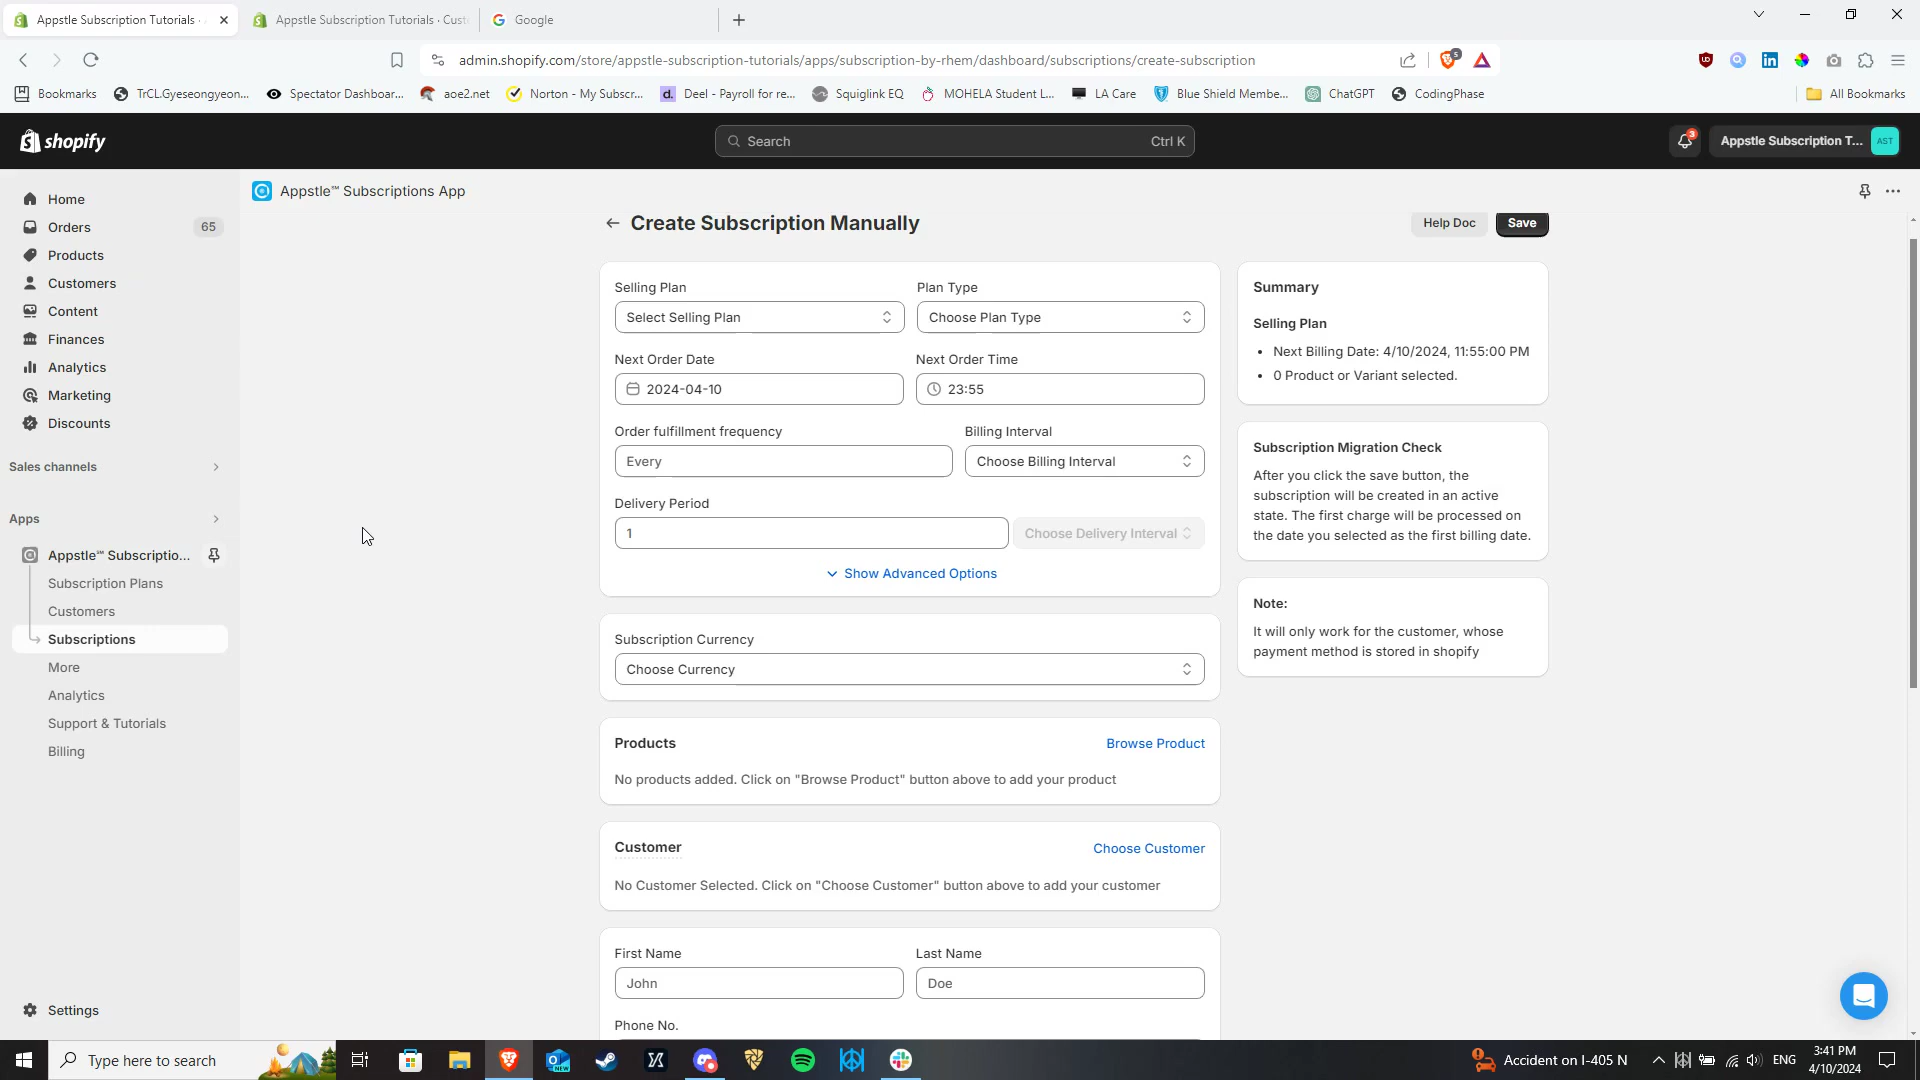 Appstle Subscription Tutorials ·
Appstle Subscription Tutorials · Cust
Google
admin.shopify.com/store/appstle-subscription-tutorials/apps/subscription-by-rhem/dashboard/subscriptions/create-subscription
5
Bookmarks
TrCL.Gyeseongyeon...
Spectator Dashboar...
aoe2.net
Norton - My Subscr...
Deel - Payroll for re...
Squiglink EQ
MOHELA Student L...
LA Care
Blue Shield Membe...
ChatGPT
CodingPhase
All Bookmarks
shopify
Search
Ctrl K
3
Appstle Subscription T...
AST
Home
Orders
65
Products
Customers
Content
Finances
Analytics
Marketing
Discounts
Sales channels
Apps
Appstle℠ Subscriptio...
Subscription Plans
Customers
Subscriptions
More
Analytics
Support & Tutorials
Billing
Settings
Appstle™ Subscriptions App
Create Subscription Manually
Help Doc
Save
Selling Plan
Plan Type
Select Selling Plan
Choose Plan Type
Next Order Date
Next Order Time
2024-04-10
23:55
Order fulfillment frequency
Billing Interval
Every
Choose Billing Interval
Delivery Period
1
Choose Delivery Interval
Show Advanced Options
Subscription Currency
Choose Currency
Products
Browse Product
No products added. Click on "Browse Product" button above to add your product
Customer
Choose Customer
No Customer Selected. Click on "Choose Customer" button above to add your customer
First Name
Last Name
John
Doe
Phone No.
Summary
Selling Plan
• Next Billing Date: 4/10/2024, 11:55:00 PM
• 0 Product or Variant selected.
Subscription Migration Check
After you click the save button, the
subscription will be created in an active
state. The first charge will be processed on
the date you selected as the first billing date.
Note:
It will only work for the customer, whose
payment method is stored in shopify
Type here to search
Accident on I-405 N
ENG
3:41 PM
4/10/2024